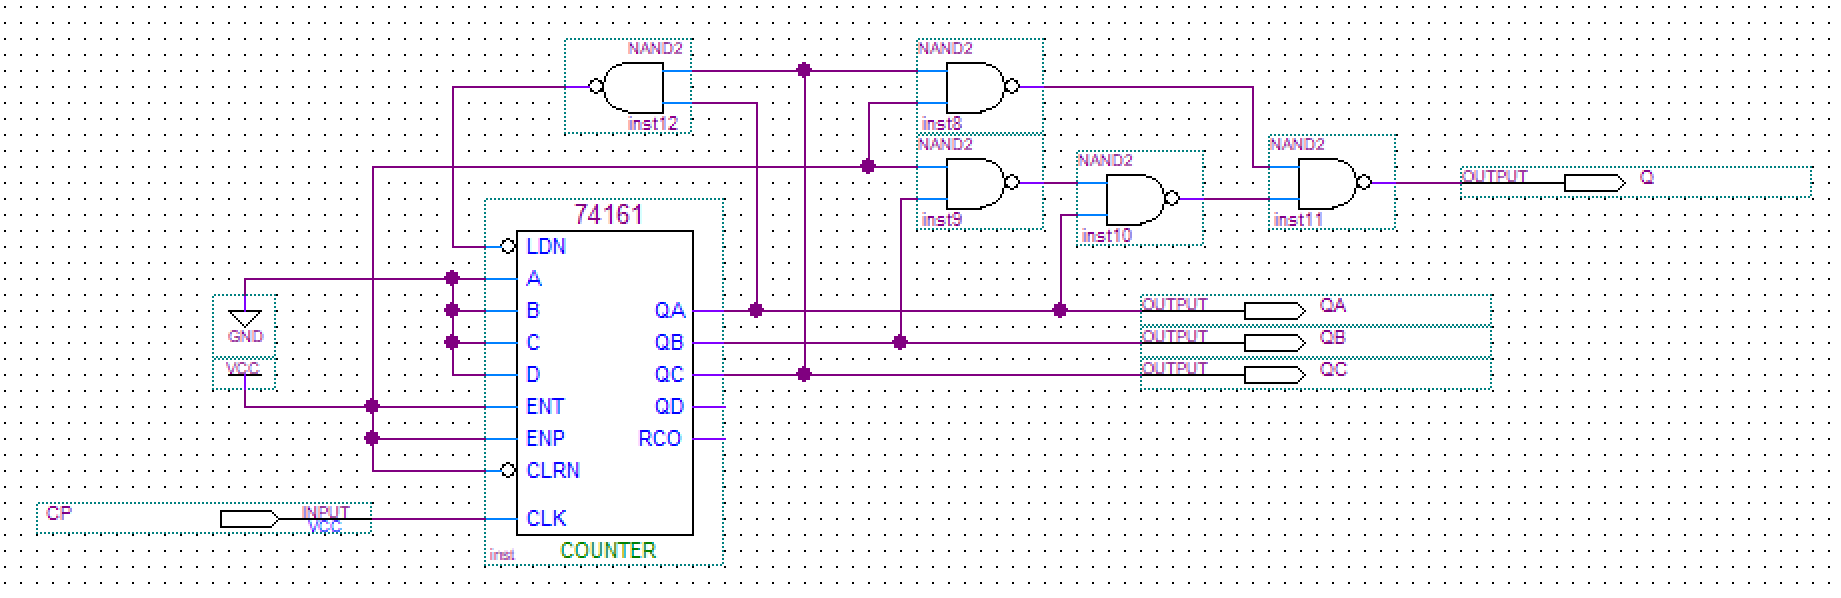 NAND2
inst12
NAND2
inst8
NAND2
inst9
NAND2
inst10
NAND2
inst11
OUTPUT Q
74161
LDN
A
B QA
C QB
D QC
ENT QD
ENP RCO
CLRN
CLK
inst COUNTER
GND
VCC
OUTPUT QA
OUTPUT QB
OUTPUT QC
CP INPUT
VCC